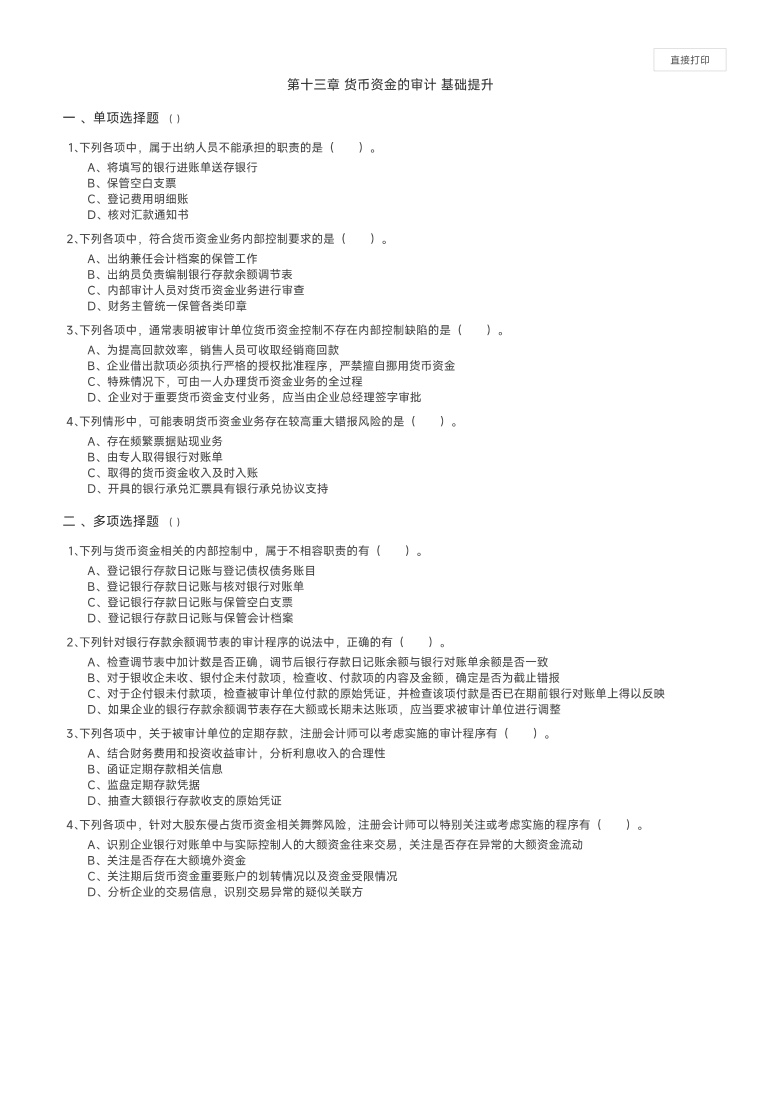 直接打印
第十三章 货币资金的审计 基础提升
一 、单项选择题 （ ）
1、下列各项中，属于出纳人员不能承担的职责的是（　　）。
A、将填写的银行进账单送存银行
B、保管空白支票
C、登记费用明细账
D、核对汇款通知书
2、下列各项中，符合货币资金业务内部控制要求的是（　　）。
A、出纳兼任会计档案的保管工作
B、出纳员负责编制银行存款余额调节表
C、内部审计人员对货币资金业务进行审查
D、财务主管统一保管各类印章
3、下列各项中，通常表明被审计单位货币资金控制不存在内部控制缺陷的是（　　）。
A、为提高回款效率，销售人员可收取经销商回款
B、企业借出款项必须执行严格的授权批准程序，严禁擅自挪用货币资金
C、特殊情况下，可由一人办理货币资金业务的全过程
D、企业对于重要货币资金支付业务，应当由企业总经理签字审批
4、下列情形中，可能表明货币资金业务存在较高重大错报风险的是（　　）。
A、存在频繁票据贴现业务
B、由专人取得银行对账单
C、取得的货币资金收入及时入账
D、开具的银行承兑汇票具有银行承兑协议支持
二 、多项选择题 （ ）
1、下列与货币资金相关的内部控制中，属于不相容职责的有（　　）。
A、登记银行存款日记账与登记债权债务账目
B、登记银行存款日记账与核对银行对账单
C、登记银行存款日记账与保管空白支票
D、登记银行存款日记账与保管会计档案
2、下列针对银行存款余额调节表的审计程序的说法中，正确的有（　　）。
A、检查调节表中加计数是否正确，调节后银行存款日记账余额与银行对账单余额是否一致
B、对于银收企未收、银付企未付款项，检查收、付款项的内容及金额，确定是否为截止错报
C、对于企付银未付款项，检查被审计单位付款的原始凭证，并检查该项付款是否已在期前银行对账单上得以反映
D、如果企业的银行存款余额调节表存在大额或长期未达账项，应当要求被审计单位进行调整
3、下列各项中，关于被审计单位的定期存款，注册会计师可以考虑实施的审计程序有（　　）。
A、结合财务费用和投资收益审计，分析利息收入的合理性
B、函证定期存款相关信息
C、监盘定期存款凭据
D、抽查大额银行存款收支的原始凭证
4、下列各项中，针对大股东侵占货币资金相关舞弊风险，注册会计师可以特别关注或考虑实施的程序有（　　）。
A、识别企业银行对账单中与实际控制人的大额资金往来交易，关注是否存在异常的大额资金流动
B、关注是否存在大额境外资金
C、关注期后货币资金重要账户的划转情况以及资金受限情况
D、分析企业的交易信息，识别交易异常的疑似关联方